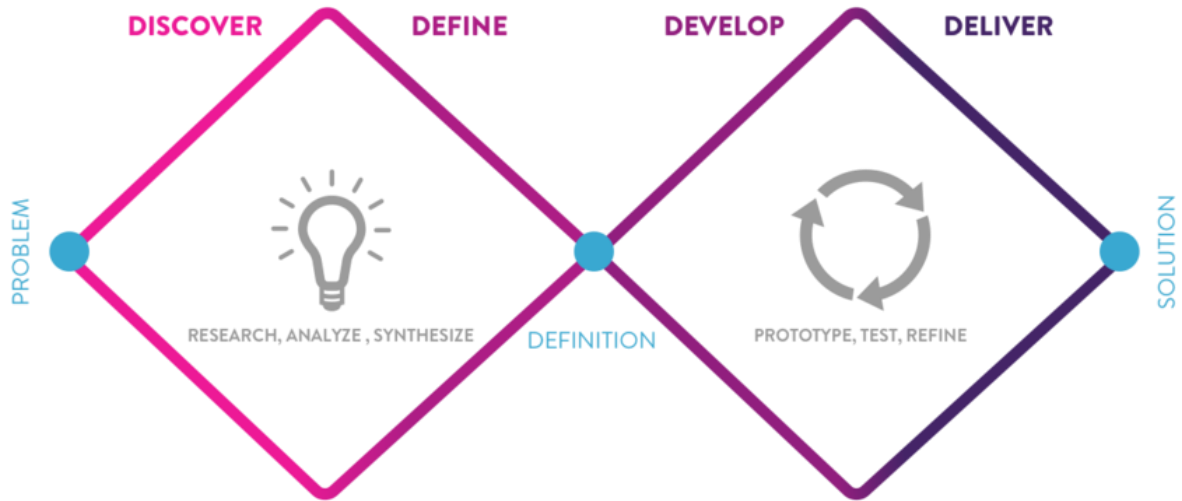 DISCOVER
DEFINE
DEVELOP
DELIVER
PROBLEM
SOLUTION
RESEARCH, ANALYZE , SYNTHESIZE
DEFINITION
PROTOTYPE, TEST, REFINE